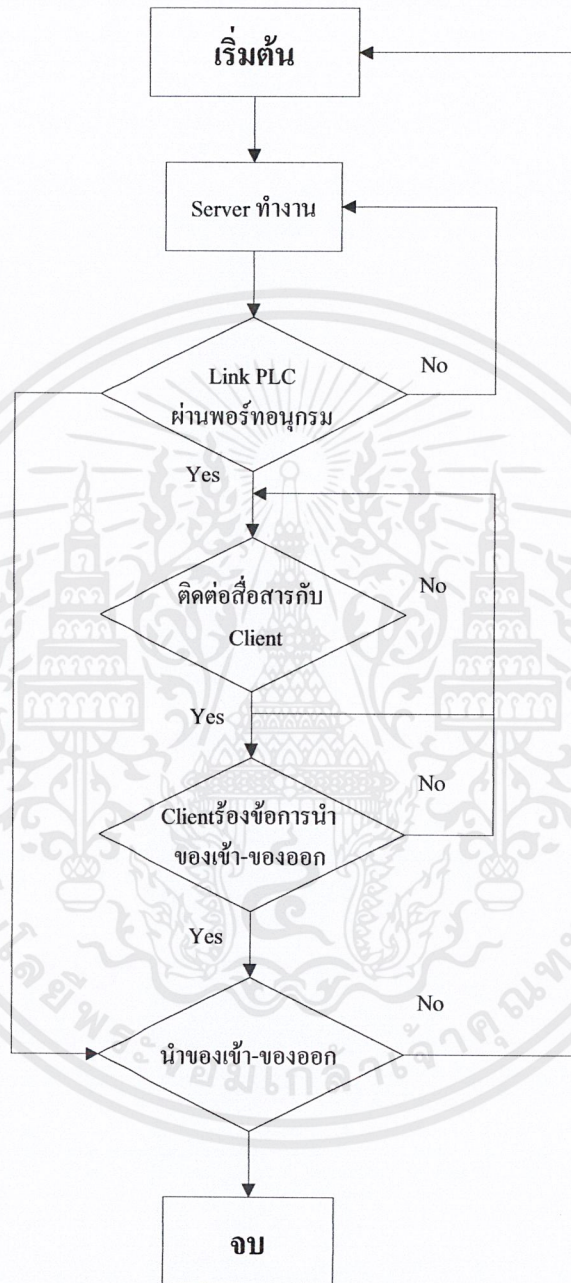 เริ่มต้น
Server ทำงาน
Link PLC
ผ่านพอร์ทอนุกรม
No
Yes
ติดต่อสื่อสารกับ
Client
No
Yes
Clientร้องข้อการนำ
ของเข้า-ของออก
No
Yes
นำของเข้า-ของออก
No
จบ